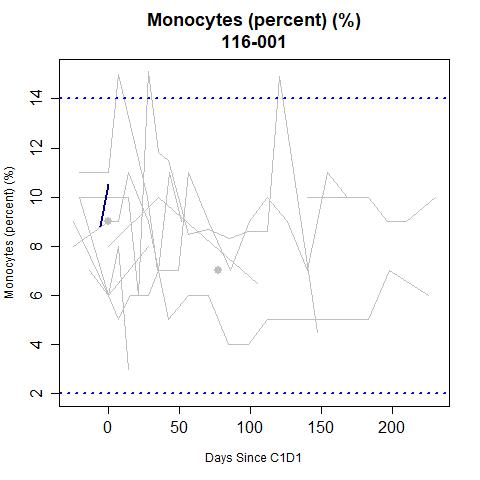 Monocytes (percent) (%)
116-001
Monocytes (percent) (%)
14
12
10
8
6
4
2
0 50 100 150 200
Days Since C1D1